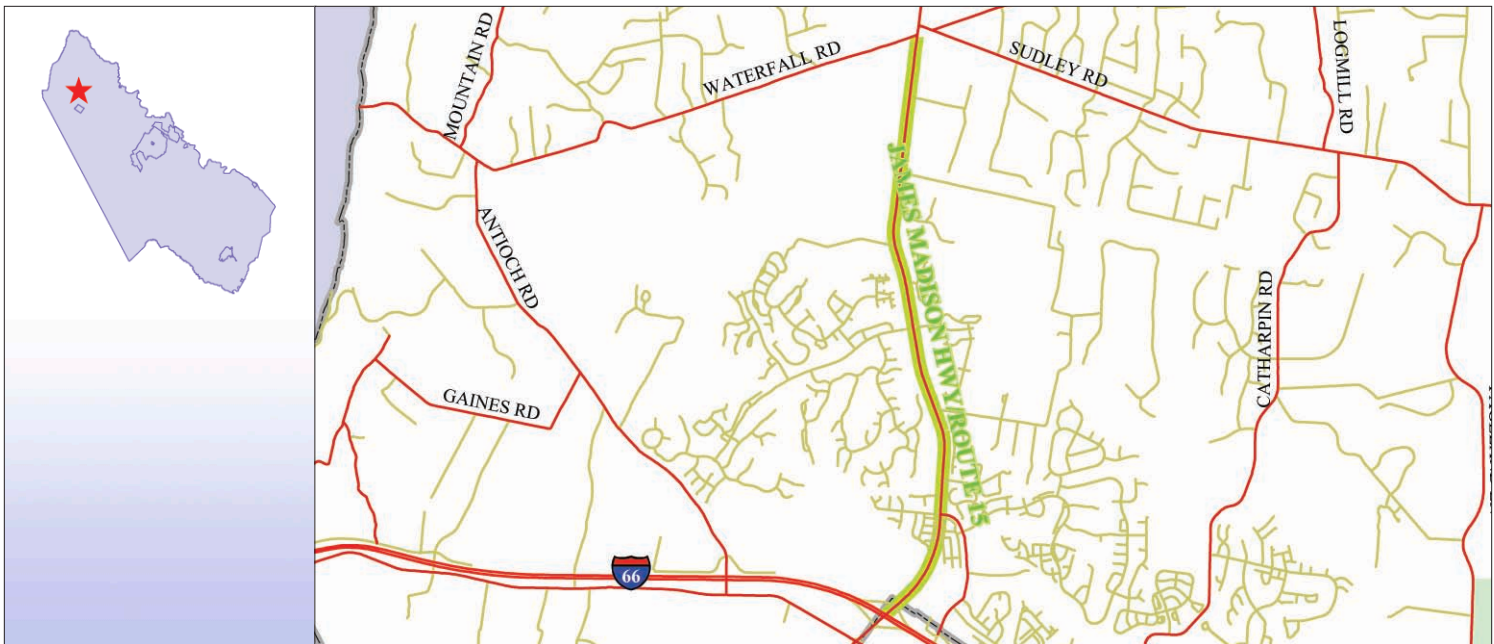 MOUNTAIN RD
WATERFALL RD
SUDLEY RD
LOGMILL RD
ANTIOCH RD
JAMES MADISON HWY/ROUTE 15
CATHARPIN RD
GAINES RD
66